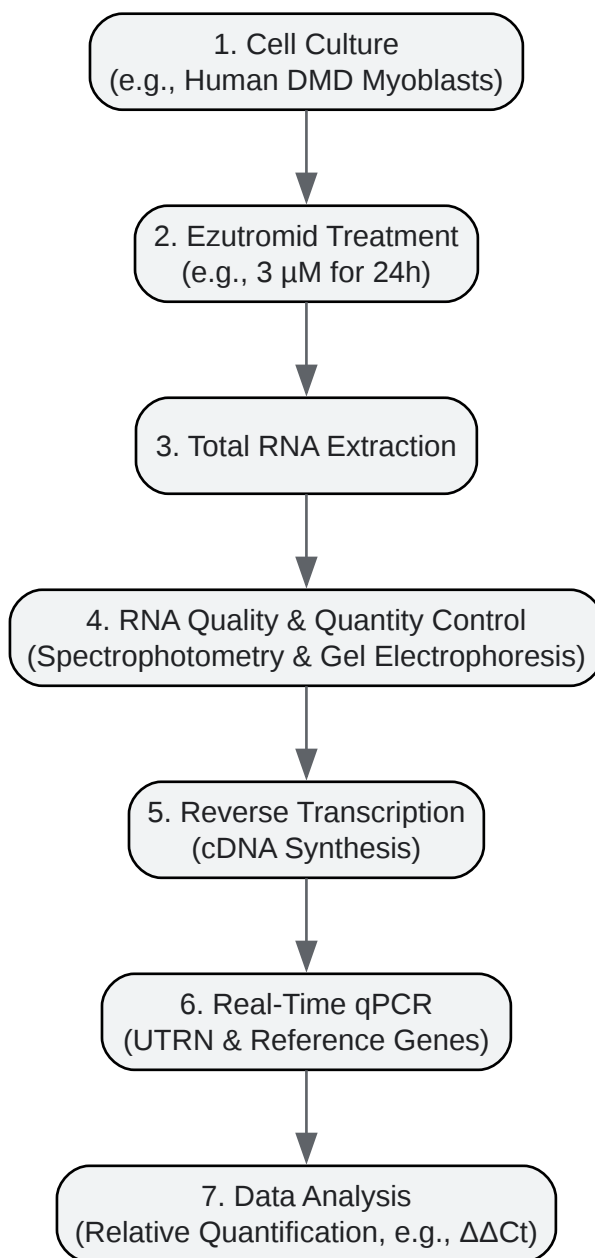 1. Cell Culture
(e.g., Human DMD Myoblasts)
2. Ezutromid Treatment
(e.g., 3 µM for 24h)
3. Total RNA Extraction
4. RNA Quality & Quantity Control
(Spectrophotometry & Gel Electrophoresis)
5. Reverse Transcription
(cDNA Synthesis)
6. Real-Time qPCR
(UTRN & Reference Genes)
7. Data Analysis
(Relative Quantification, e.g., ΔΔCt)